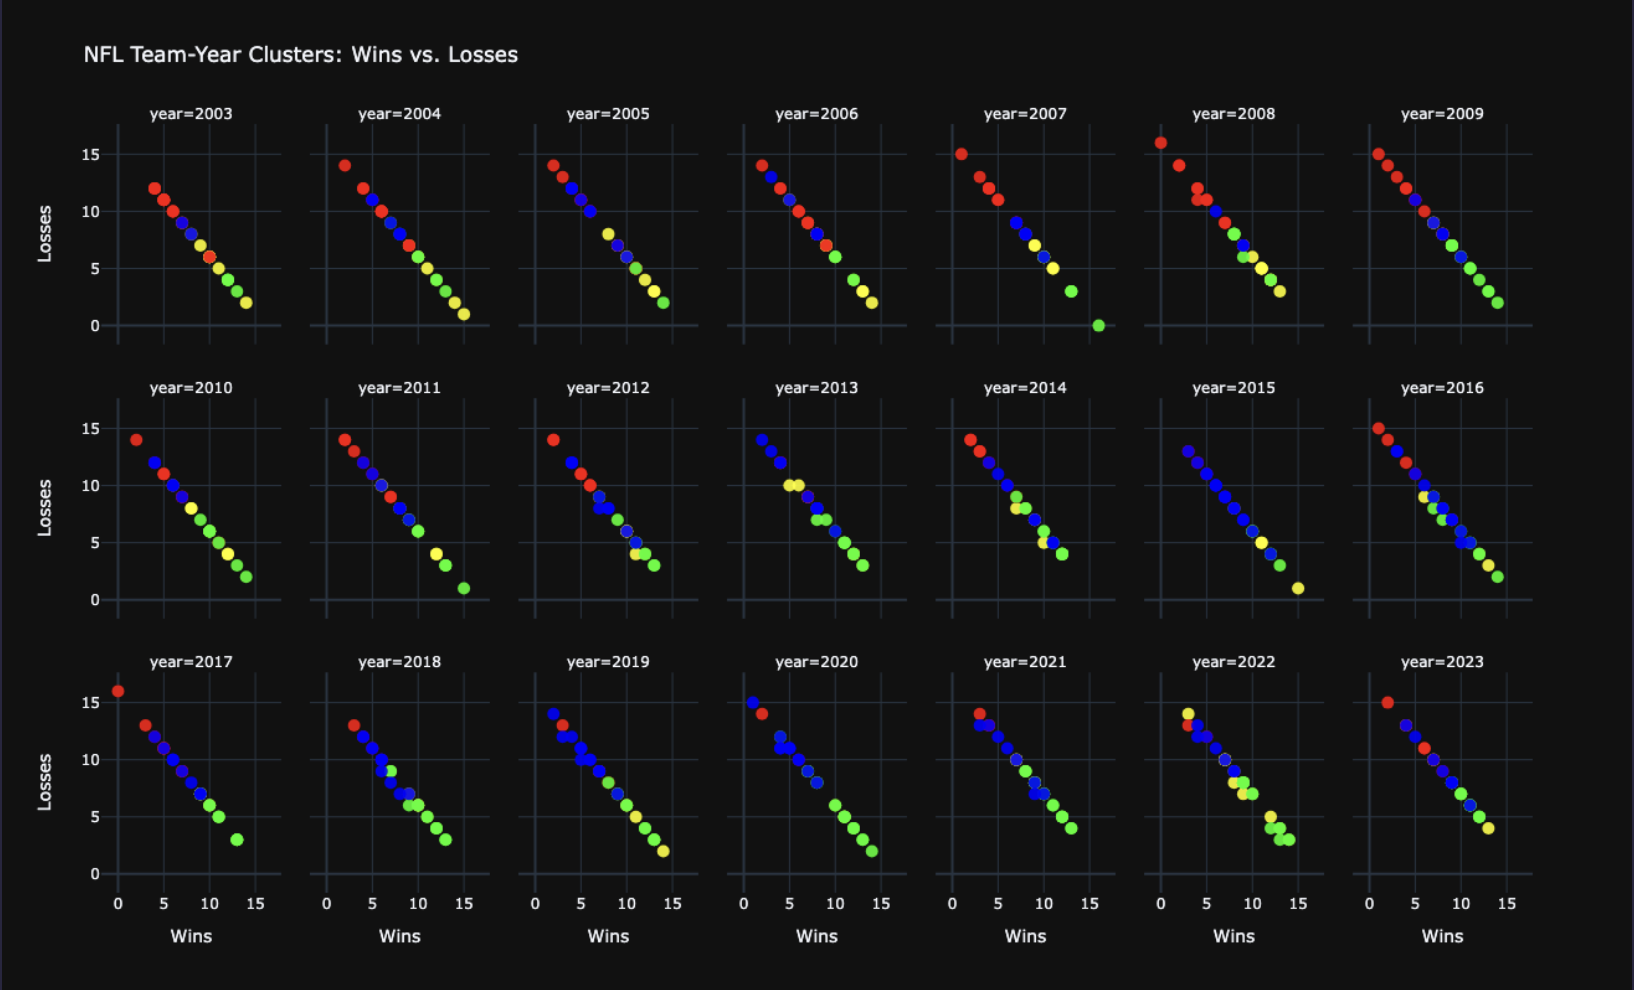 NFL Team-Year Clusters: Wins vs. Losses
year=2003 year=2004 year=2005 year=2006 year=2007 year=2008 year=2009
15
10
Losses
5
0
year=2010 year=2011 year=2012 year=2013 year=2014 year=2015 year=2016
15
10
Losses
5
0
year=2017 year=2018 year=2019 year=2020 year=2021 year=2022 year=2023
15
10
Losses
5
0
0 5 10 15 0 5 10 15 0 5 10 15 0 5 10 15 0 5 10 15 0 5 10 15 0 5 10 15
Wins Wins Wins Wins Wins Wins Wins